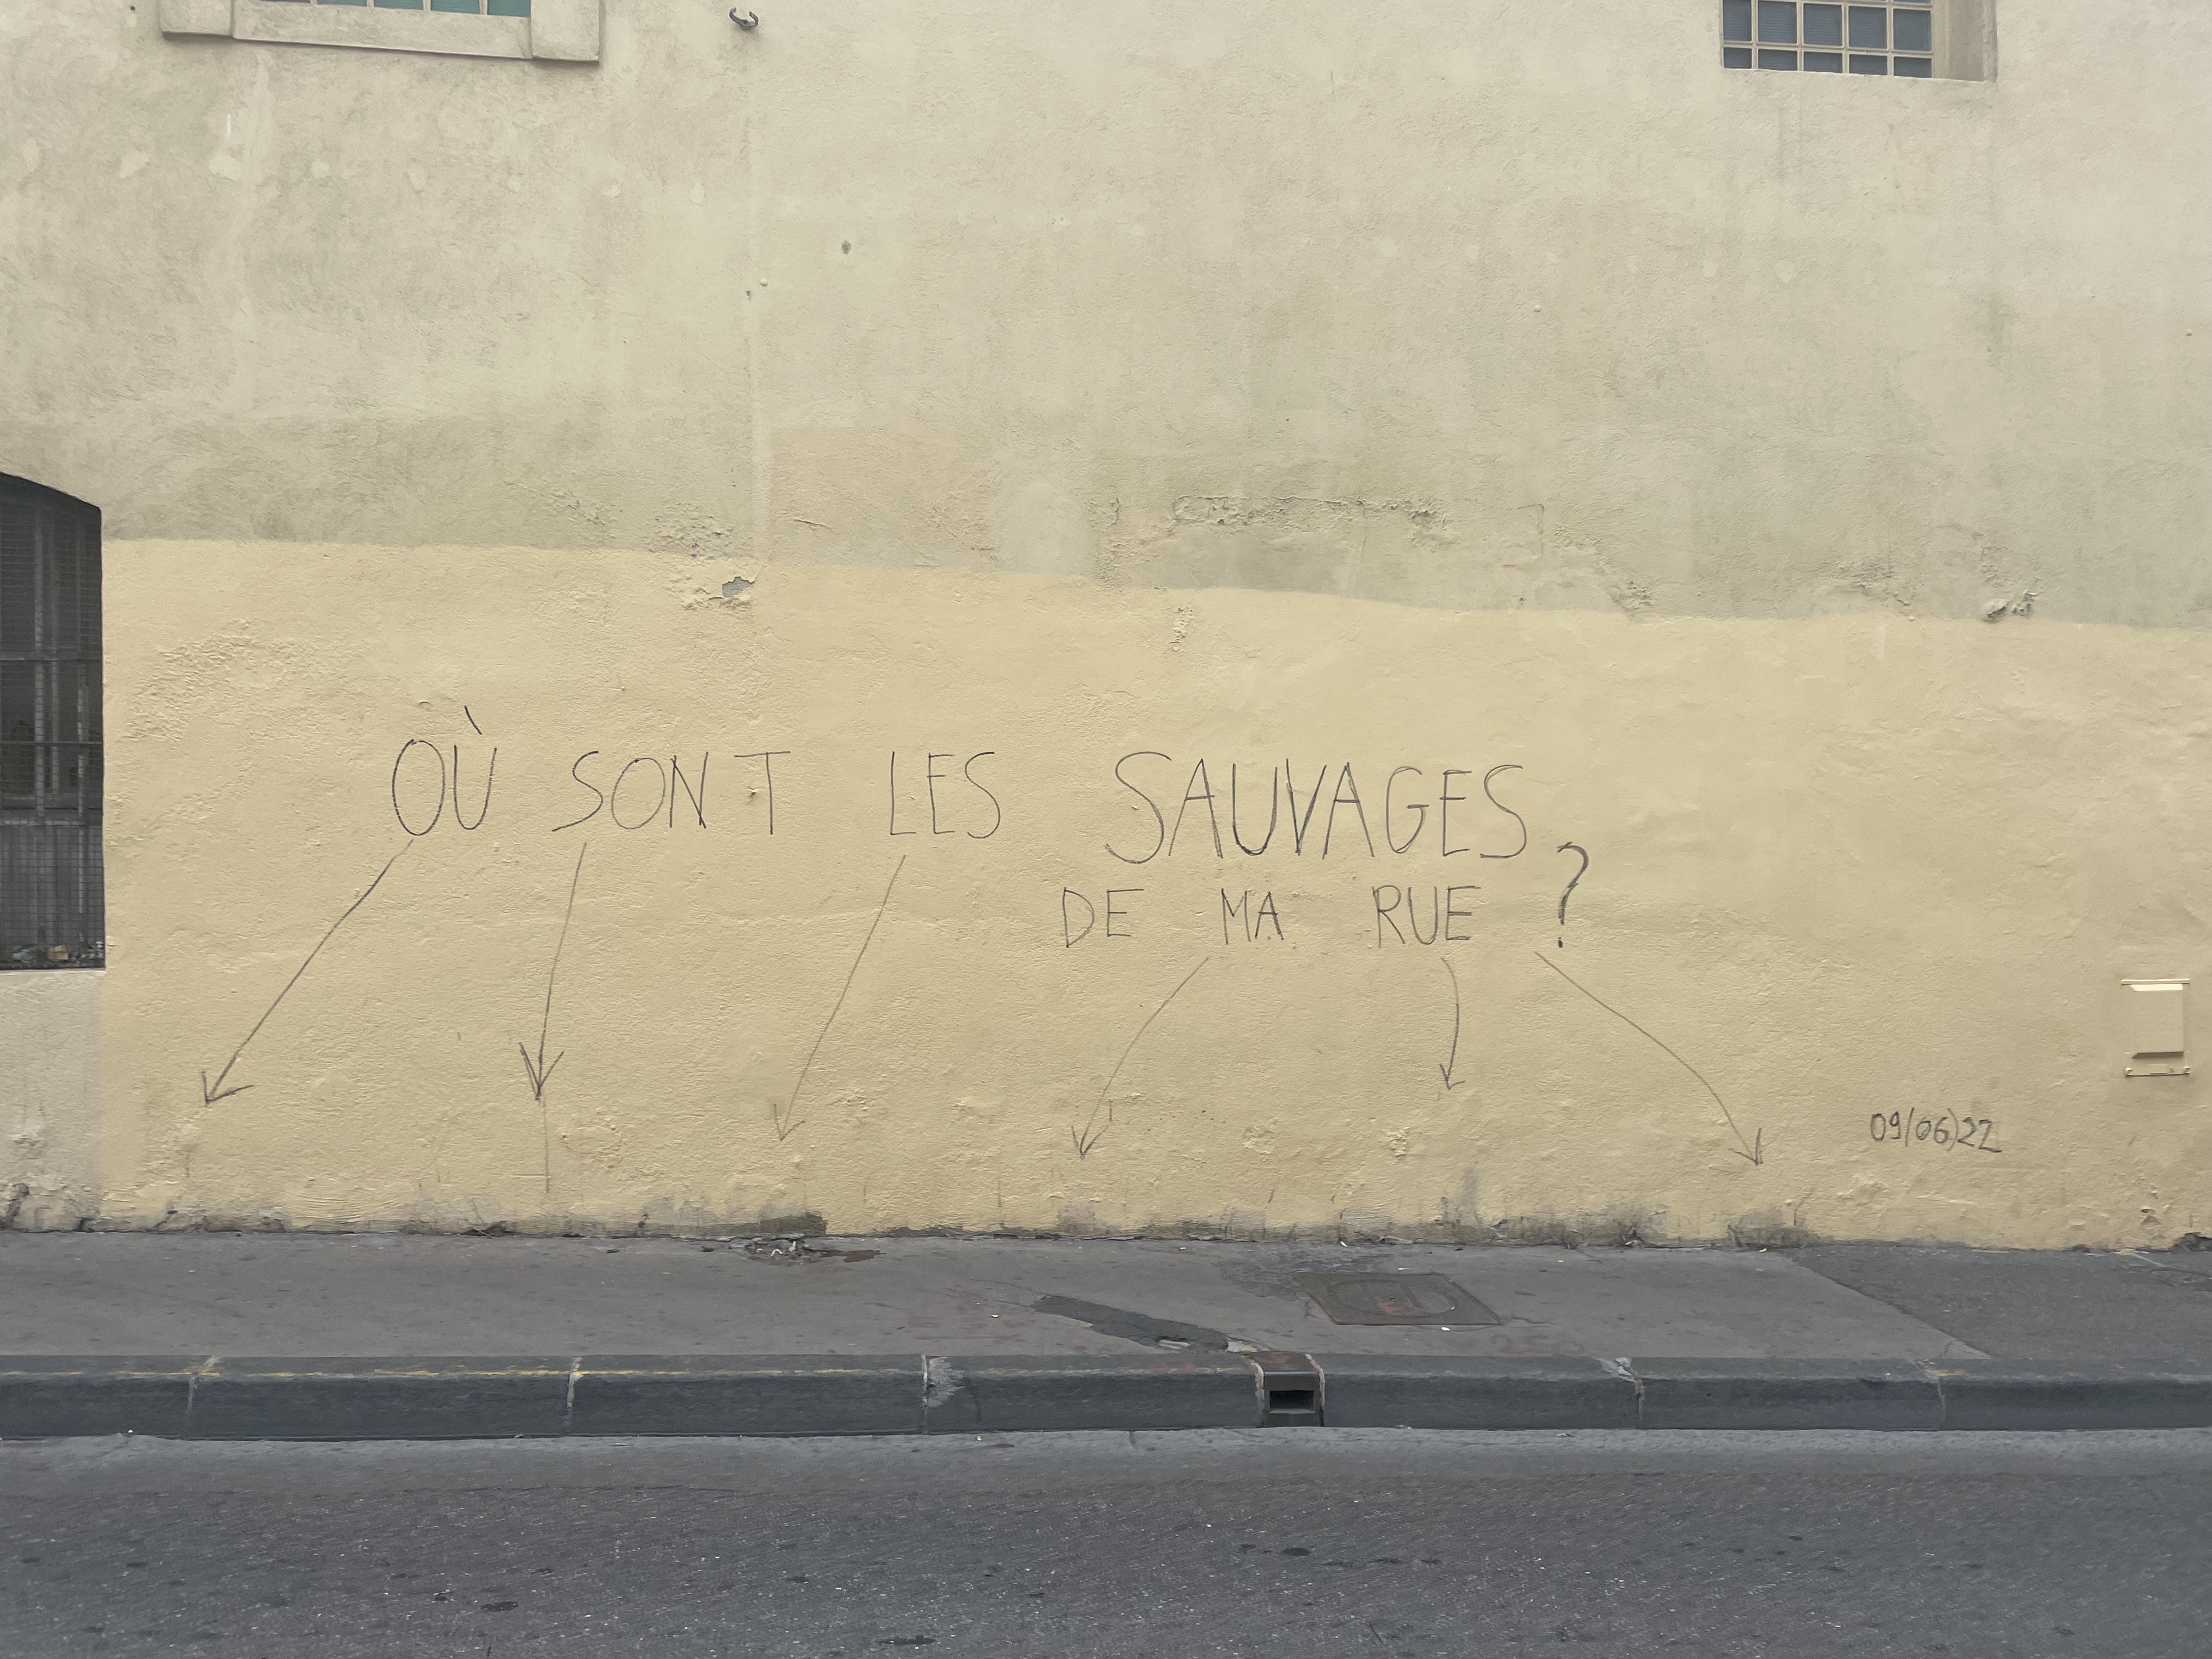 OÙ SONT LES SAUVAGES
DE MA RUE ?
09/06/22